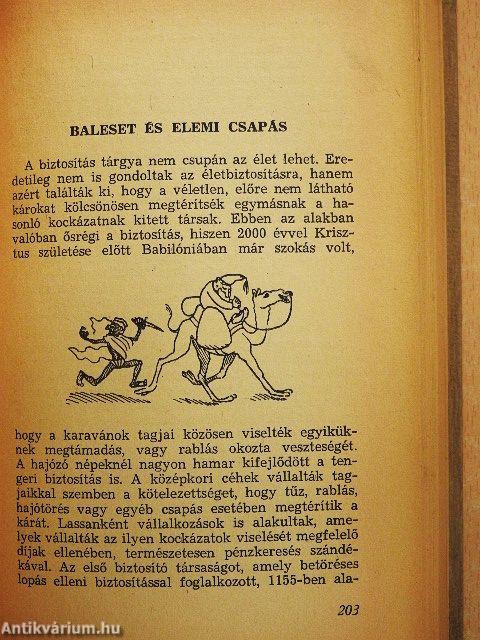 BALESET ÉS ELEMI CSAPÁS
A biztosítás tárgya nem csupán az élet lehet. Ere-
detileg nem is gondoltak az életbiztosításra, hanem
azért találták ki, hogy a véletlen, előre nem látható
károkat kölcsönösen megtérítsék egymásnak a ha-
sonló kockázatnak kitett társak. Ebben az alakban
valóban ősrégi a biztosítás, hiszen 2000 évvel Krisz-
tus születése előtt Babilóniában már szokás volt,
hogy a karavánok tagjai közösen viselték egyikük-
nek megtámadás, vagy rablás okozta veszteségét.
A hajózó népeknél nagyon hamar kifejlődött a ten-
geri biztosítás is. A középkori céhek vállalták tag-
jaikkal szemben a kötelezettséget, hogy tűz, rablás,
hajótörés vagy egyéb csapás esetében megtérítik a
kárát. Lassanként vállalkozások is alakultak, ame-
lyek vállalták az ilyen kockázatok viselését megfelelő
díjak ellenében, természetesen pénzkeresés szándé-
kával. Az első biztosító társaságot, amely betöréses
lopás elleni biztosítással foglalkozott, 1155-ben ala-
203
Antikvárium.hu